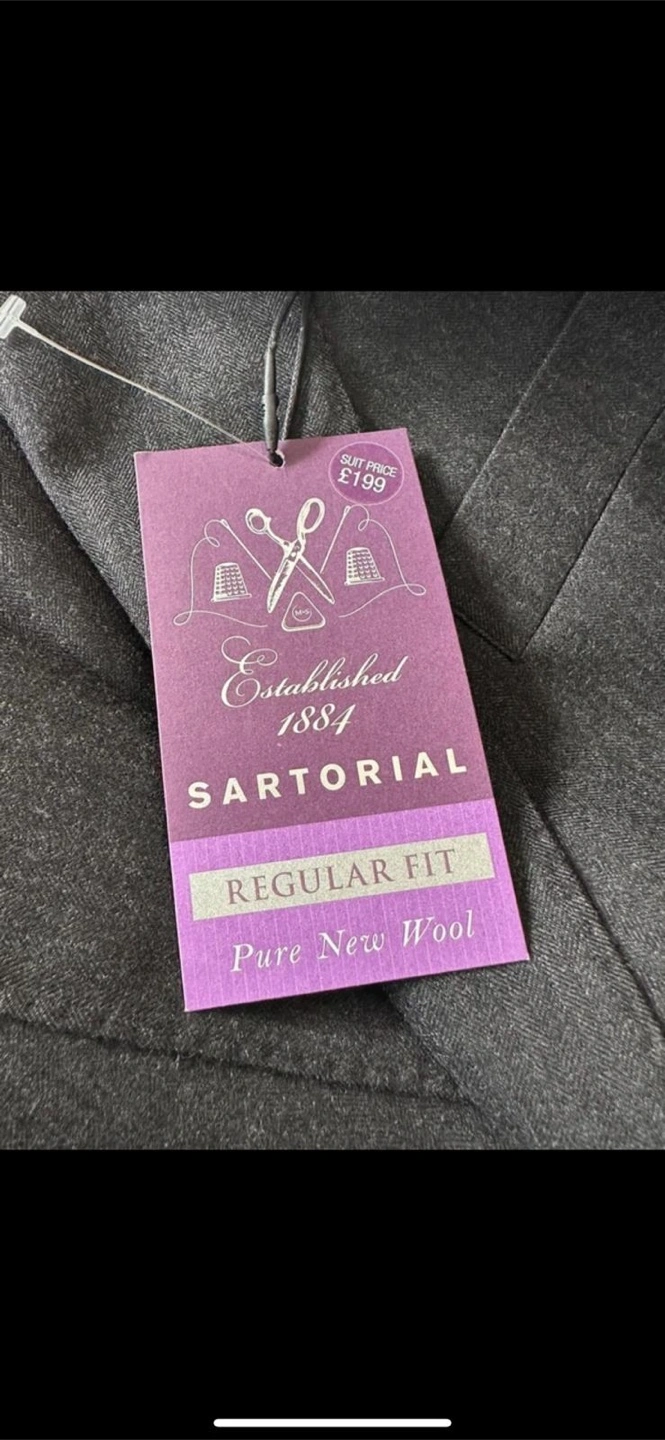 SUIT PRICE
£199
M&S
Established
1884
SARTORIAL
REGULAR FIT
Pure New Wool